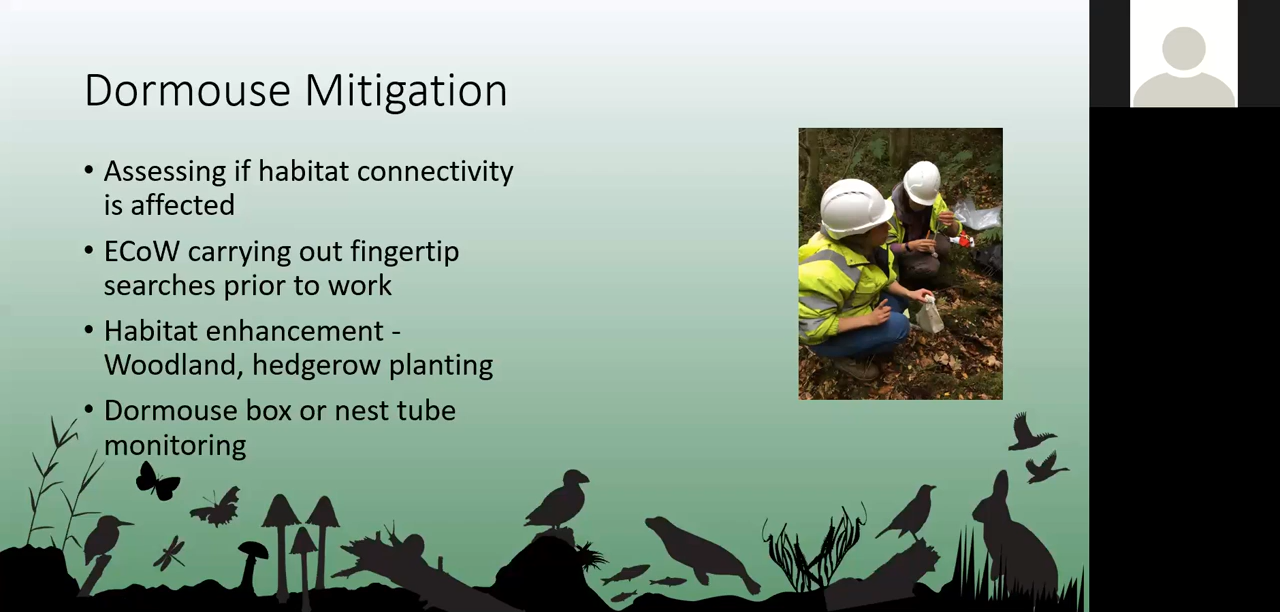 Dormouse Mitigation
• Assessing if habitat connectivity
is affected
• ECoW carrying out fingertip
searches prior to work
• Habitat enhancement -
Woodland, hedgerow planting
• Dormouse box or nest tube
monitoring